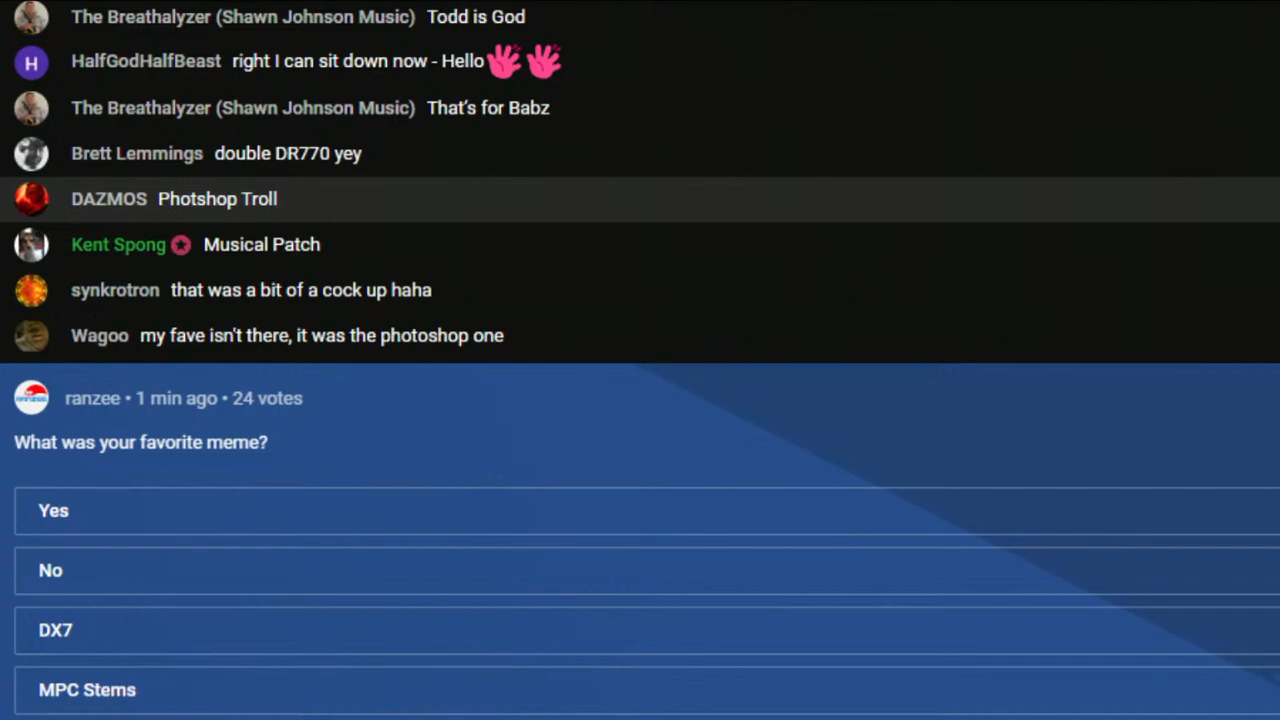 The Breathalyzer (Shawn Johnson Music) Todd is God
H HalfGodHalfBeast right I can sit down now - Hello
The Breathalyzer (Shawn Johnson Music) That's for Babz
Brett Lemmings double DR770 yey
DAZMOS Photshop Troll
Kent Spong Musical Patch
synkrotron that was a bit of a cock up haha
Wagoo my fave isn't there, it was the photoshop one
ranzee • 1 min ago • 24 votes
What was your favorite meme?
Yes
No
DX7
MPC Stems